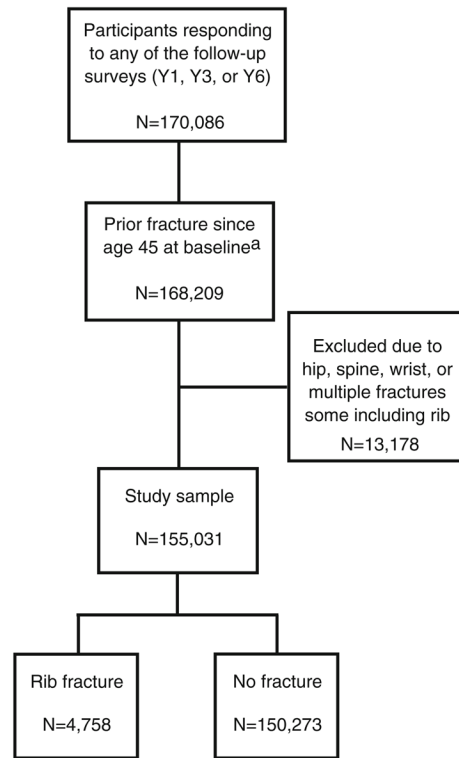 Participants responding
to any of the follow-up
surveys (Y1, Y3, or Y6)
N=170,086
Prior fracture since
age 45 at baselineª
N=168,209
Excluded due to
hip, spine, wrist, or
multiple fractures
some including rib
N=13,178
Study sample
N=155,031
Rib fracture
N=4,758
No fracture
N=150,273